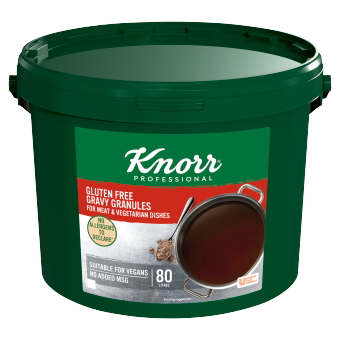 Knorr
PROFESSIONAL
GLUTEN FREE
GRAVY GRANULES
FOR MEAT & VEGETARIAN DISHES
NO
ALLERGENS
TO
DECLARE*
SUITABLE FOR VEGANS
NO ADDED MSG
80
LITRES